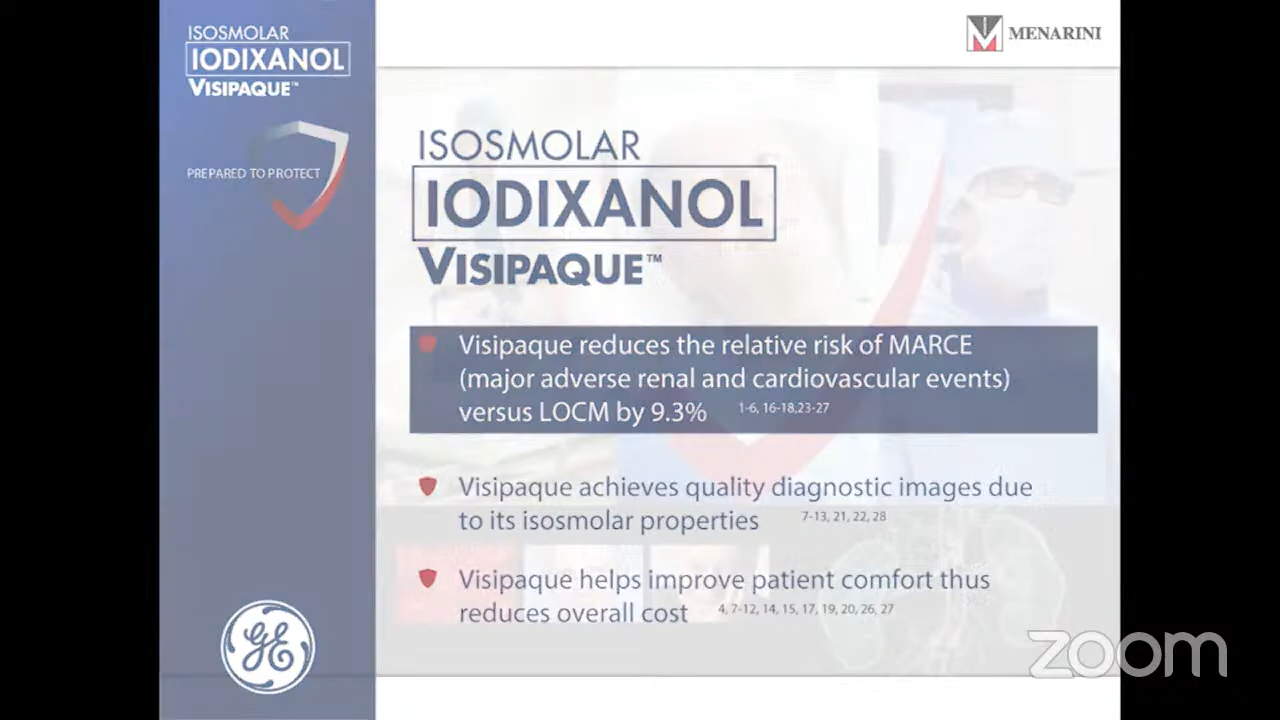 ISOSMOLAR
IODIXANOL
VISIPAQUE™
PREPARED TO PROTECT
GE
MENARINI
ISOSMOLAR
IODIXANOL
VISIPAQUE™
Visipaque reduces the relative risk of MARCE
(major adverse renal and cardiovascular events)
versus LOCM by 9.3% 1-6, 16-18,23-27
Visipaque achieves quality diagnostic images due
to its isosmolar properties 7-13, 21, 22, 28
Visipaque helps improve patient comfort thus
reduces overall cost 4, 7-12, 14, 15, 17, 19, 20, 26, 27
zoom